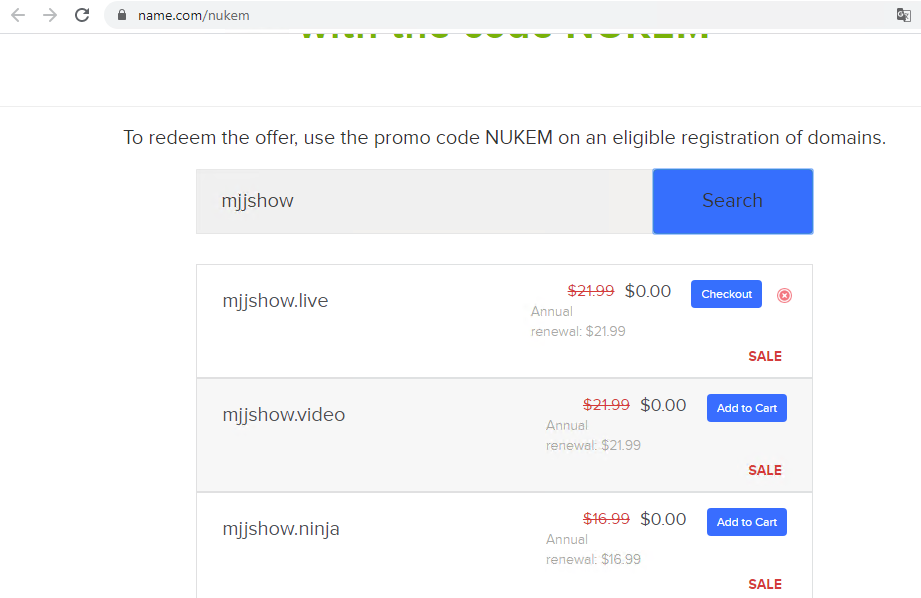 name.com/nukem
with the code NUKEM
To redeem the offer, use the promo code NUKEM on an eligible registration of domains.
mjjshow
Search
mjjshow.live
$21.99 $0.00
Checkout
Annual
renewal: $21.99
SALE
mjjshow.video
$21.99 $0.00
Add to Cart
Annual
renewal: $21.99
SALE
mjjshow.ninja
$16.99 $0.00
Add to Cart
Annual
renewal: $16.99
SALE